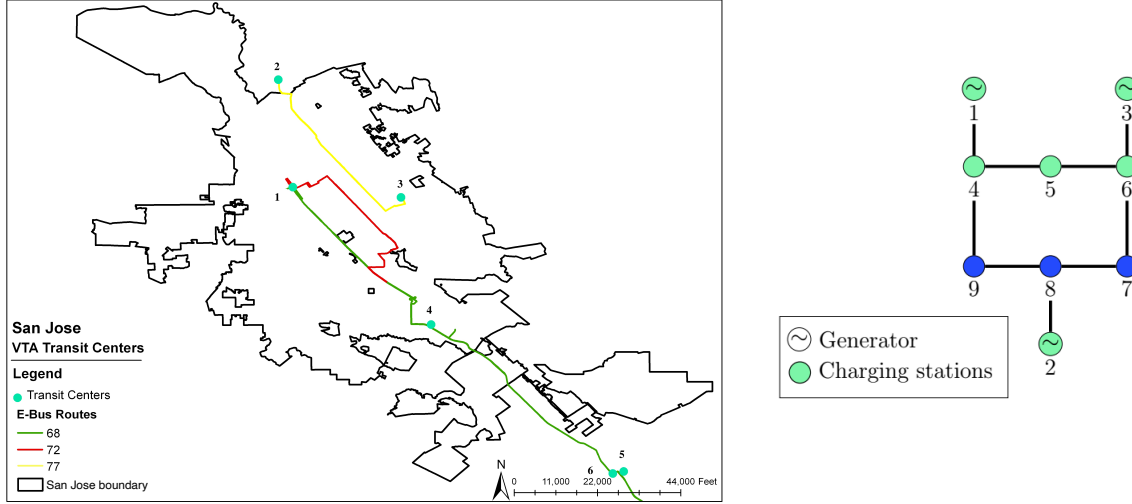 2
3
1
4
5
6
San Jose
VTA Transit Centers
Legend
Transit Centers
E-Bus Routes
68
72
77
San Jose boundary
N
0 11,000 22,000 44,000 Feet
1 3
4 5 6
9 8 7
2
~ Generator
Charging stations